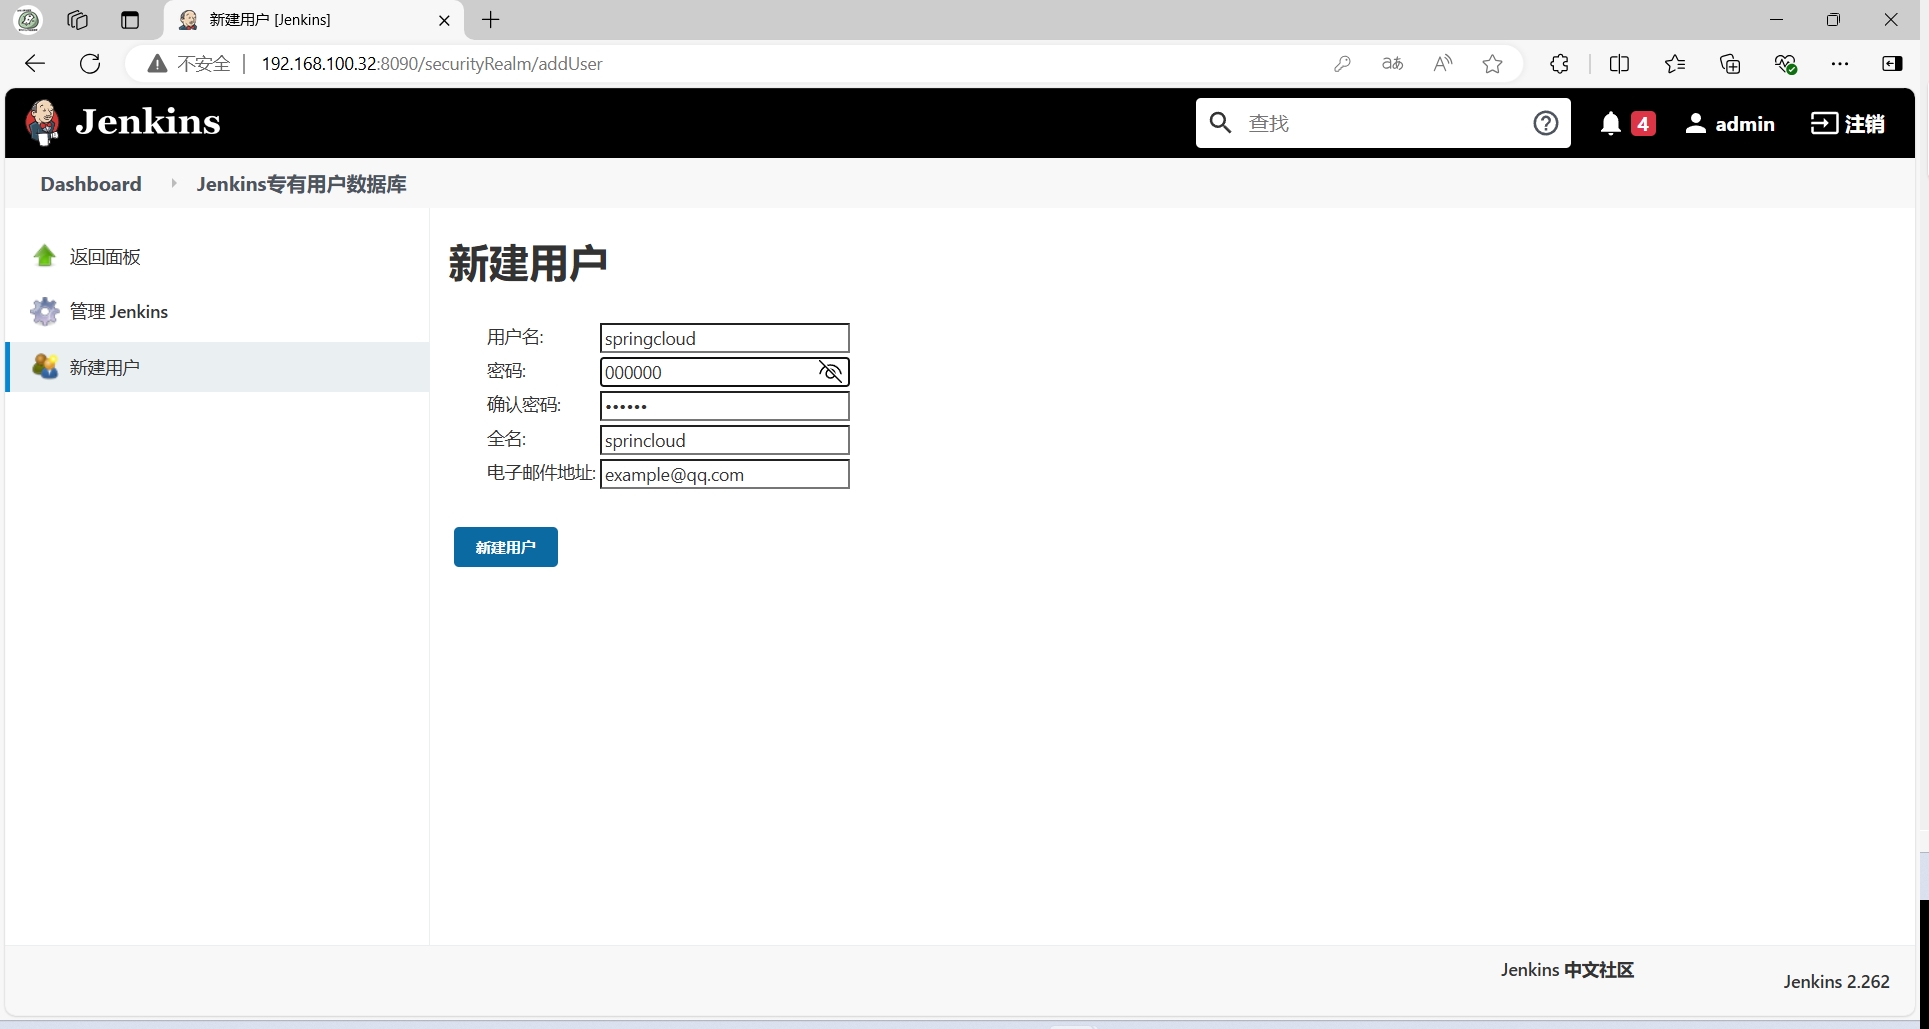 新建用户 [Jenkins]
不安全 192.168.100.32:8090/securityRealm/addUser
aあ A
Jenkins
查找
4
admin
注销
Dashboard
Jenkins专有用户数据库
返回面板
管理 Jenkins
新建用户
新建用户
用户名: springcloud
密码: 000000
确认密码: ••••••
全名: sprincloud
电子邮件地址: example@qq.com
新建用户
Jenkins 中文社区
Jenkins 2.262